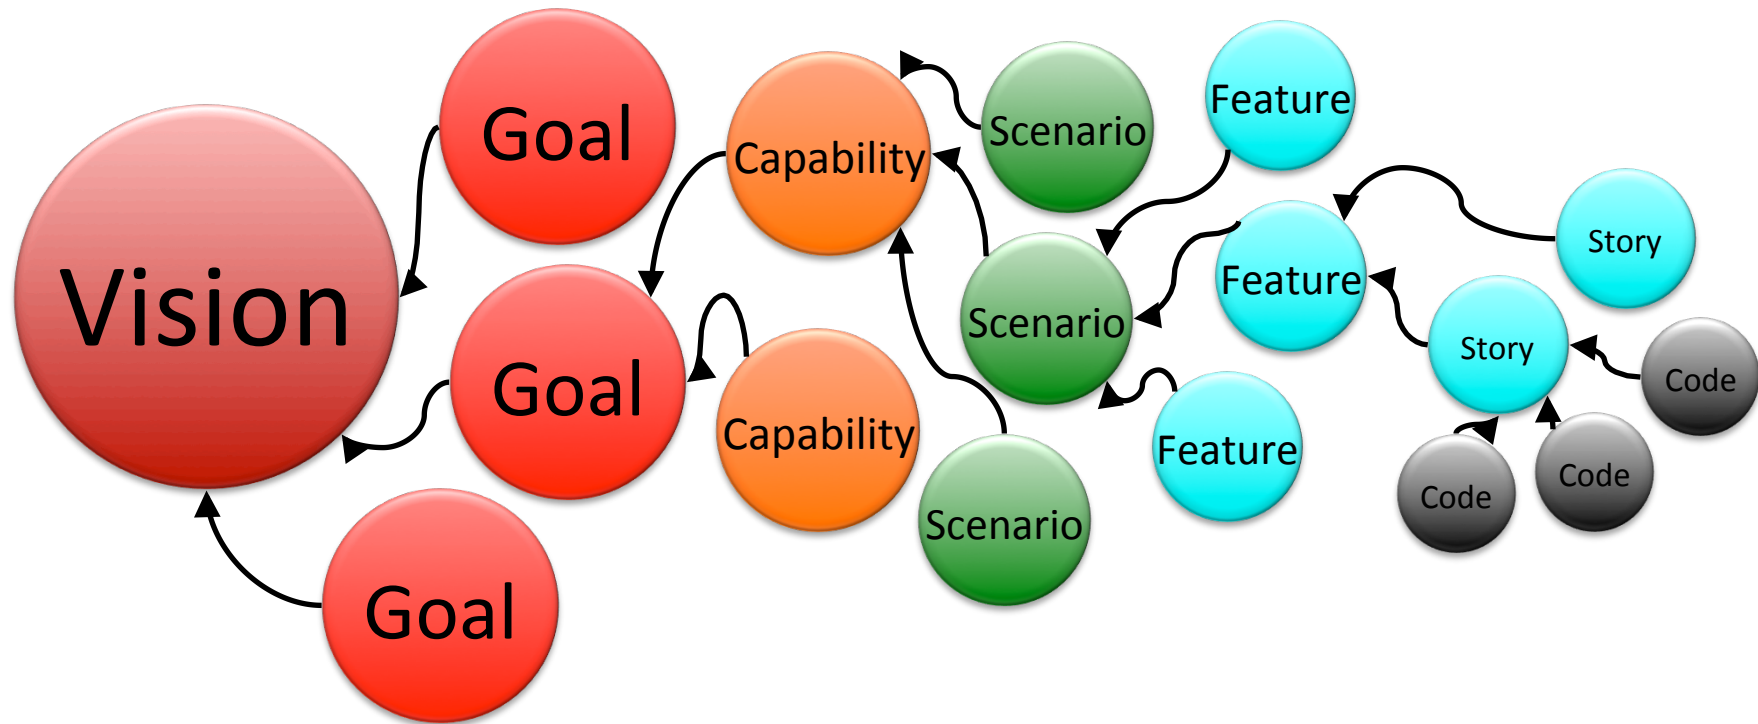 Vision
Goal
Goal
Goal
Capability
Capability
Scenario
Scenario
Scenario
Feature
Feature
Feature
Story
Story
Code
Code
Code